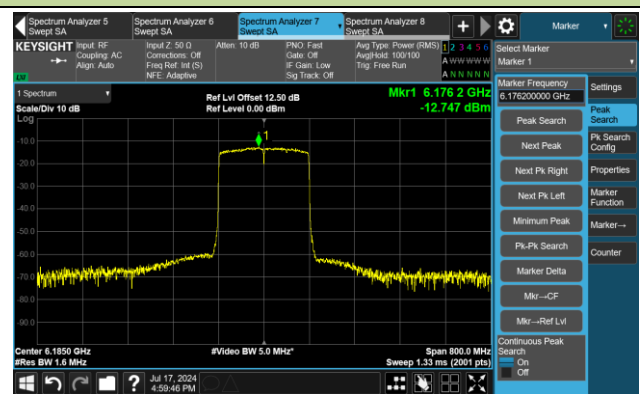 Spectrum Analyzer 5
Swept SA
Spectrum Analyzer 6
Swept SA
Spectrum Analyzer 7
Swept SA
Spectrum Analyzer 8
Swept SA
+
Marker
KEYSIGHT
Input: RF
Coupling: AC
Align: Auto
Input Z: 50 Ω
Corrections: Off
Freq Ref: Int (S)
NFE: Adaptive
Atten: 10 dB
PNO: Fast
Gate: Off
IF Gain: Low
Sig Track: Off
Avg Type: Power (RMS)
Avg|Hold: 100/100
Trig: Free Run
1 2 3 4 5 6
A W W W W W
A N N N N N
Select Marker
Marker 1
LXI
1 Spectrum
Scale/Div 10 dB
Log
Ref Lvl Offset 12.50 dB
Ref Level 0.00 dBm
Mkr1 6.176 2 GHz
-12.747 dBm
1
-10.0
-20.0
-30.0
-40.0
-50.0
-60.0
-70.0
-80.0
-90.0
Center 6.1850 GHz
#Res BW 1.6 MHz
#Video BW 5.0 MHz*
Span 800.0 MHz
Sweep 1.33 ms (2001 pts)
Marker Frequency
6.176200000 GHz
Peak Search
Next Peak
Next Pk Right
Next Pk Left
Minimum Peak
Pk-Pk Search
Marker Delta
Mkr→CF
Mkr→Ref Lvl
Continuous Peak
Search
On
Off
Settings
Peak
Search
Pk Search
Config
Properties
Marker
Function
Marker→
Counter
?
Jul 17, 2024
4:59:46 PM